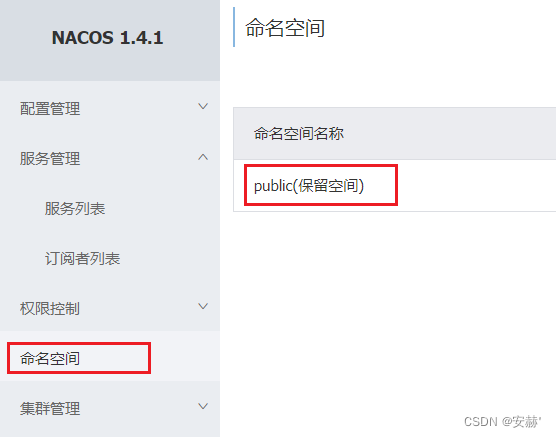 NACOS 1.4.1
配置管理
服务管理
服务列表
订阅者列表
权限控制
命名空间
集群管理
命名空间
命名空间名称
public(保留空间)
CSDN @安赫'